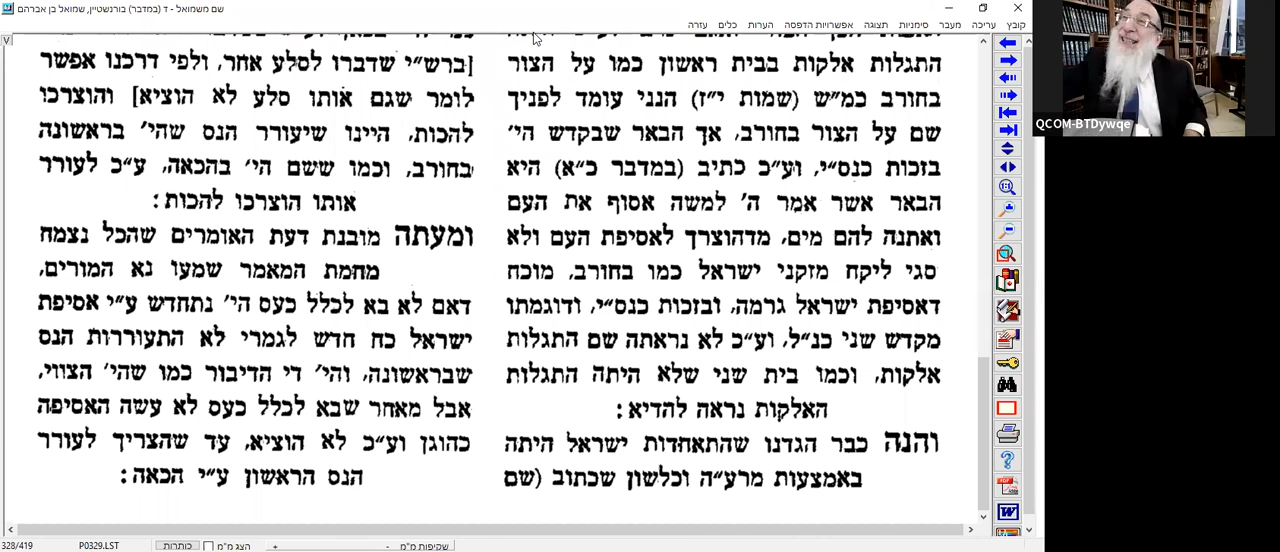 שם משמואל - ד (במדבר) בורנשטיין, שמואל בן אברהם
קובץ עריכה מעבר סימניות תצוגה אפשרויות הדפסה הערות כלים עזרה
התגלות אלקות בבית ראשון כמו על הצור
בחורב כמ״ש (שמות י״ז) הנני עומד לפניך
שם על הצור בחורב, אך הבאר שבקדש הי׳
בזכות כנס״י, וע״כ כתיב (במדבר כ״א) היא
הבאר אשר אמר ה׳ למשה אסוף את העם
ואתנה להם מים, מדהוצרך לאסיפת העם ולא
סגי ליקח מזקני ישראל כמו בחורב, מוכח
דאסיפת ישראל גרמה, ובזכות כנס״י, ודוגמתו
מקדש שני כנ״ל, וע״כ לא נראתה שם התגלות
אלקות, וכמו בית שני שלא היתה התגלות
האלקות נראה להדיא:
והנה כבר הגדנו שהתאחדות ישראל היתה
באמצעות מרע״ה וכלשון שכתוב (שם
[ברש״י שדברו לסלע אחר, ולפי דרכנו אפשר
לומר שגם אותו סלע לא הוציא] והוצרכו
להכות, היינו שיעורר הנס שהי׳ בראשונה
בחורב, וכמו ששם הי׳ בהכאה, ע״כ לעורר
אותו הוצרכו להכות:
ומעתה מובנת דעת האומרים שהכל נצמח
מחמת המאמר שמעו נא המורים,
דאם לא בא לכלל כעס הי׳ נתחדש ע״י אסיפת
ישראל כח חדש לגמרי לא התעוררות הנס
שבראשונה, והי׳ די הדיבור כמו שהי׳ הצווי,
אבל מאחר שבא לכלל כעס לא עשה האסיפה
כהוגן וע״כ לא הוציא, עד שהצריך לעורר
הנס הראשון ע״י הכאה:
QCOM-BTDywqe
1:1
PDF
W
V
328/419 P0329.LST כותרות הצג מ״מ + - שקיפות מ״מ